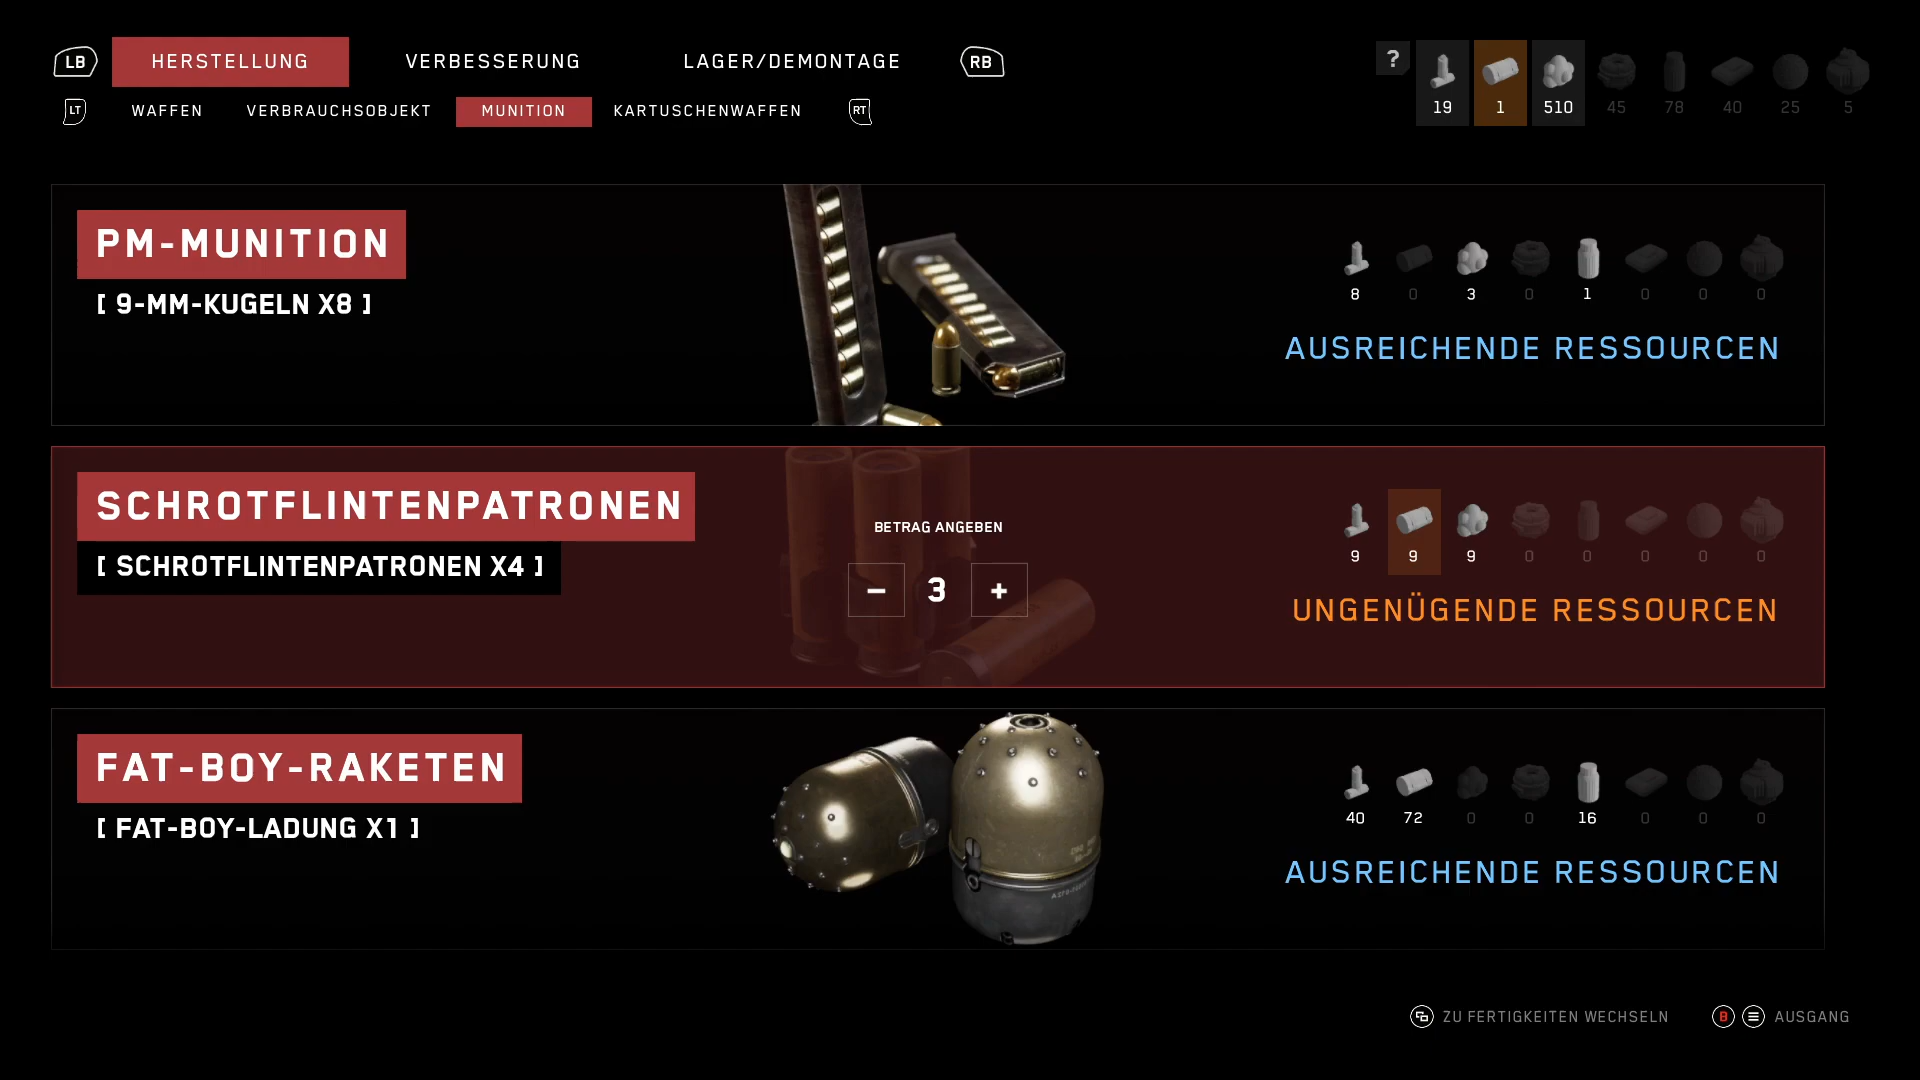 LB HERSTELLUNG VERBESSERUNG LAGER/DEMONTAGE RB
LT WAFFEN VERBRAUCHSOBJEKT MUNITION KARTUSCHENWAFFEN RT
?
19 1 510 45 78 40 25 5
PM-MUNITION
[ 9-MM-KUGELN X8 ]
8 0 3 0 1 0 0 0
AUSREICHENDE RESSOURCEN
SCHROTFLINTENPATRONEN
[ SCHROTFLINTENPATRONEN X4 ]
BETRAG ANGEBEN
− 3 +
9 9 9 0 0 0 0 0
UNGENÜGENDE RESSOURCEN
FAT-BOY-RAKETEN
[ FAT-BOY-LADUNG X1 ]
40 72 0 0 16 0 0 0
AUSREICHENDE RESSOURCEN
ZU FERTIGKEITEN WECHSELN B AUSGANG